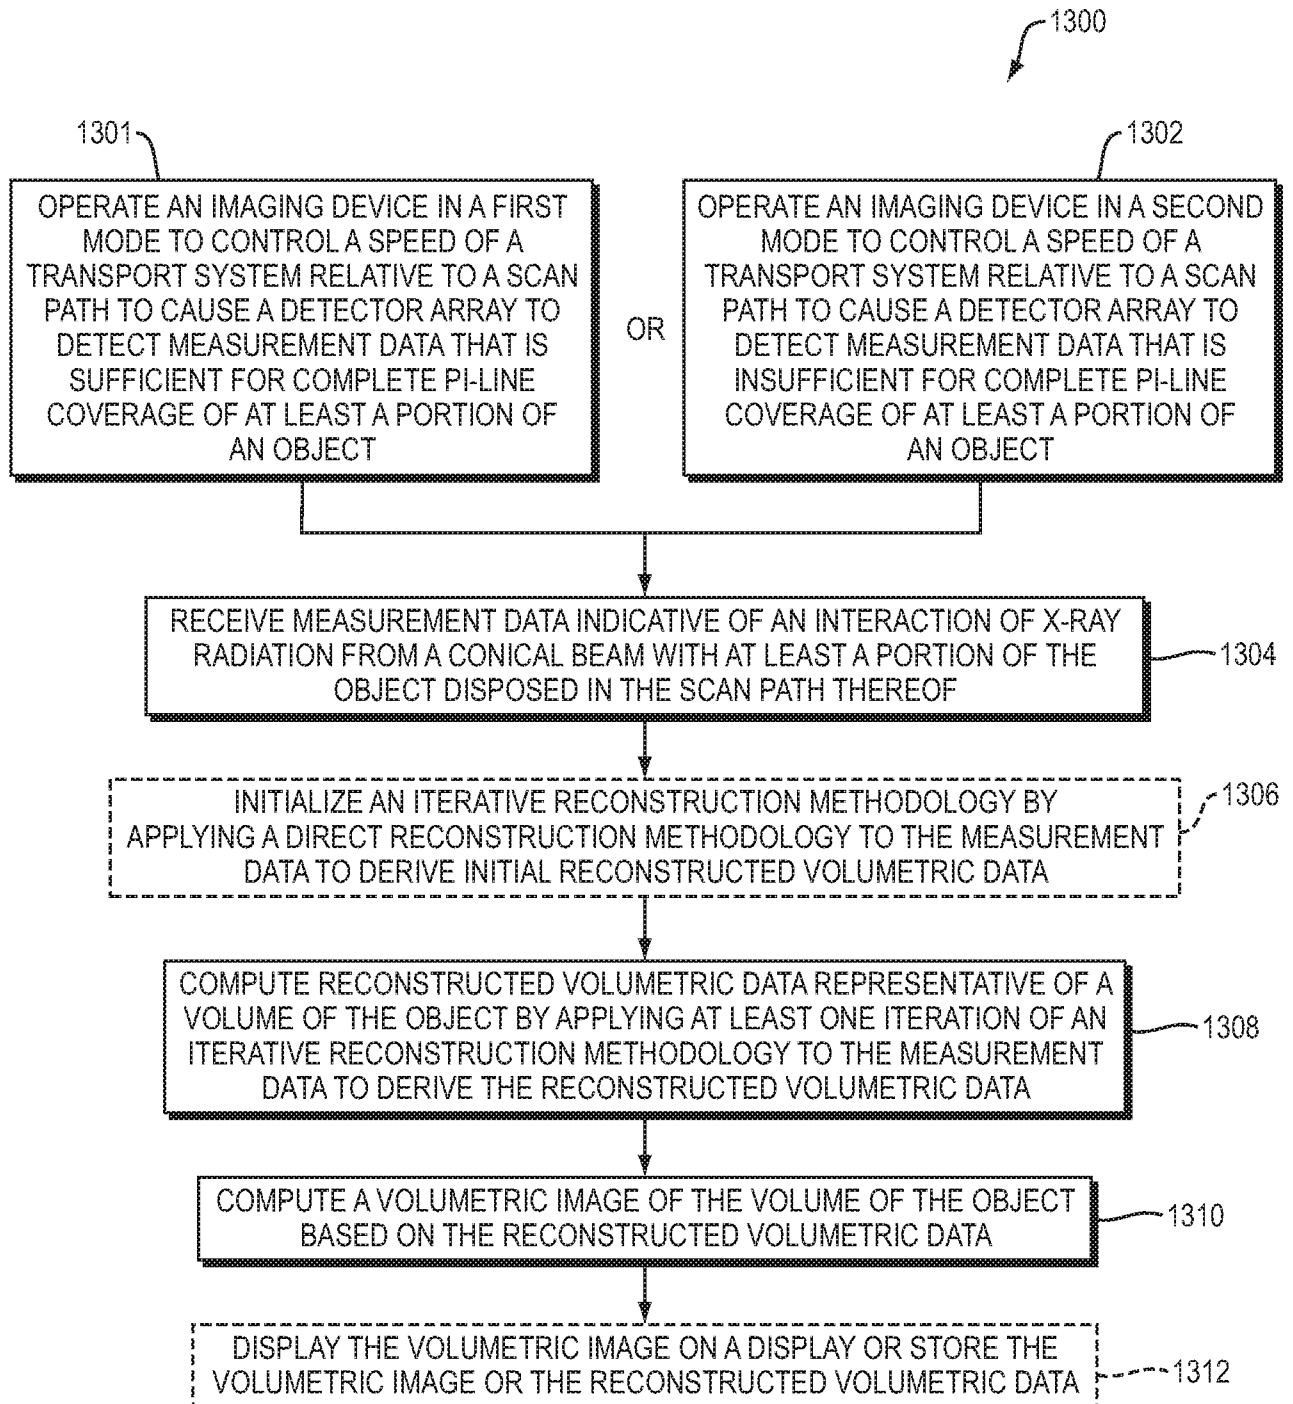 1300
1301
1302
OPERATE AN IMAGING DEVICE IN A FIRST
MODE TO CONTROL A SPEED OF A
TRANSPORT SYSTEM RELATIVE TO A SCAN
PATH TO CAUSE A DETECTOR ARRAY TO
DETECT MEASUREMENT DATA THAT IS
SUFFICIENT FOR COMPLETE PI-LINE
COVERAGE OF AT LEAST A PORTION OF
AN OBJECT
OR
OPERATE AN IMAGING DEVICE IN A SECOND
MODE TO CONTROL A SPEED OF A
TRANSPORT SYSTEM RELATIVE TO A SCAN
PATH TO CAUSE A DETECTOR ARRAY TO
DETECT MEASUREMENT DATA THAT IS
INSUFFICIENT FOR COMPLETE PI-LINE
COVERAGE OF AT LEAST A PORTION OF
AN OBJECT
RECEIVE MEASUREMENT DATA INDICATIVE OF AN INTERACTION OF X-RAY
RADIATION FROM A CONICAL BEAM WITH AT LEAST A PORTION OF THE
OBJECT DISPOSED IN THE SCAN PATH THEREOF
1304
INITIALIZE AN ITERATIVE RECONSTRUCTION METHODOLOGY BY
APPLYING A DIRECT RECONSTRUCTION METHODOLOGY TO THE MEASUREMENT
DATA TO DERIVE INITIAL RECONSTRUCTED VOLUMETRIC DATA
1306
COMPUTE RECONSTRUCTED VOLUMETRIC DATA REPRESENTATIVE OF A
VOLUME OF THE OBJECT BY APPLYING AT LEAST ONE ITERATION OF AN
ITERATIVE RECONSTRUCTION METHODOLOGY TO THE MEASUREMENT
DATA TO DERIVE THE RECONSTRUCTED VOLUMETRIC DATA
1308
COMPUTE A VOLUMETRIC IMAGE OF THE VOLUME OF THE OBJECT
BASED ON THE RECONSTRUCTED VOLUMETRIC DATA
1310
DISPLAY THE VOLUMETRIC IMAGE ON A DISPLAY OR STORE THE
VOLUMETRIC IMAGE OR THE RECONSTRUCTED VOLUMETRIC DATA
1312